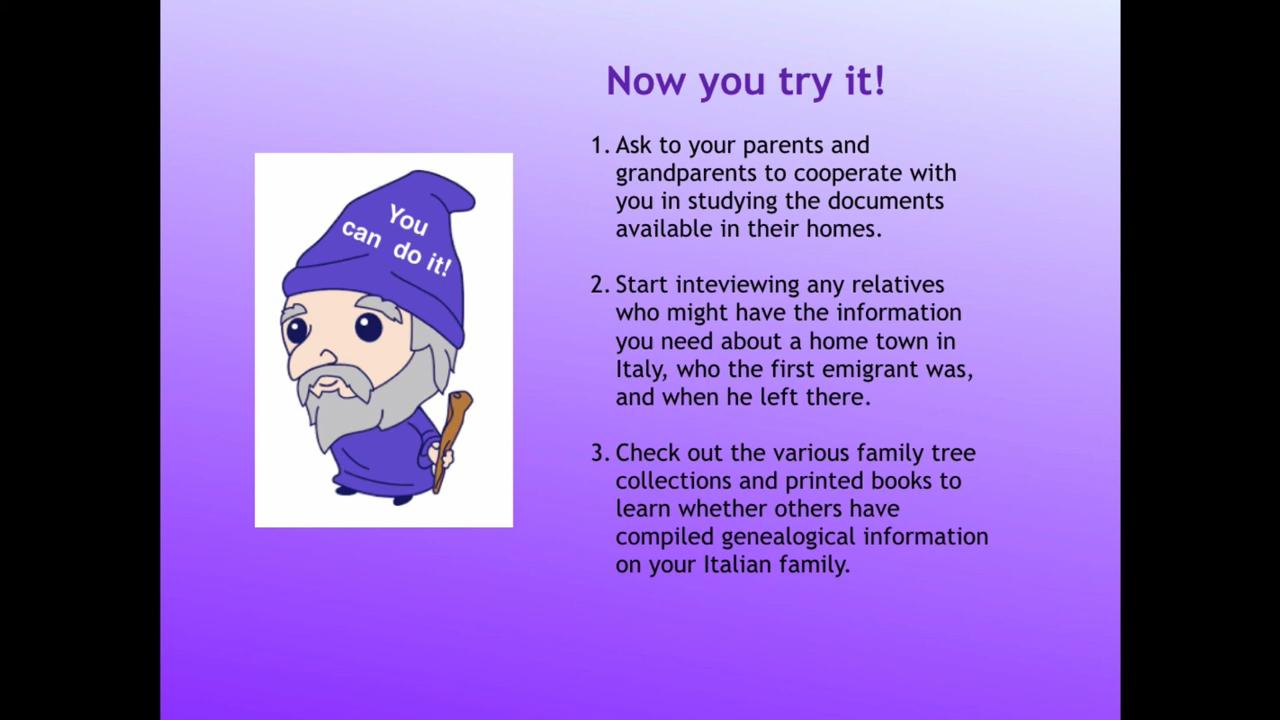 Now you try it!
You
can do it!
1. Ask to your parents and
grandparents to cooperate with
you in studying the documents
available in their homes.
2. Start inteviewing any relatives
who might have the information
you need about a home town in
Italy, who the first emigrant was,
and when he left there.
3. Check out the various family tree
collections and printed books to
learn whether others have
compiled genealogical information
on your Italian family.